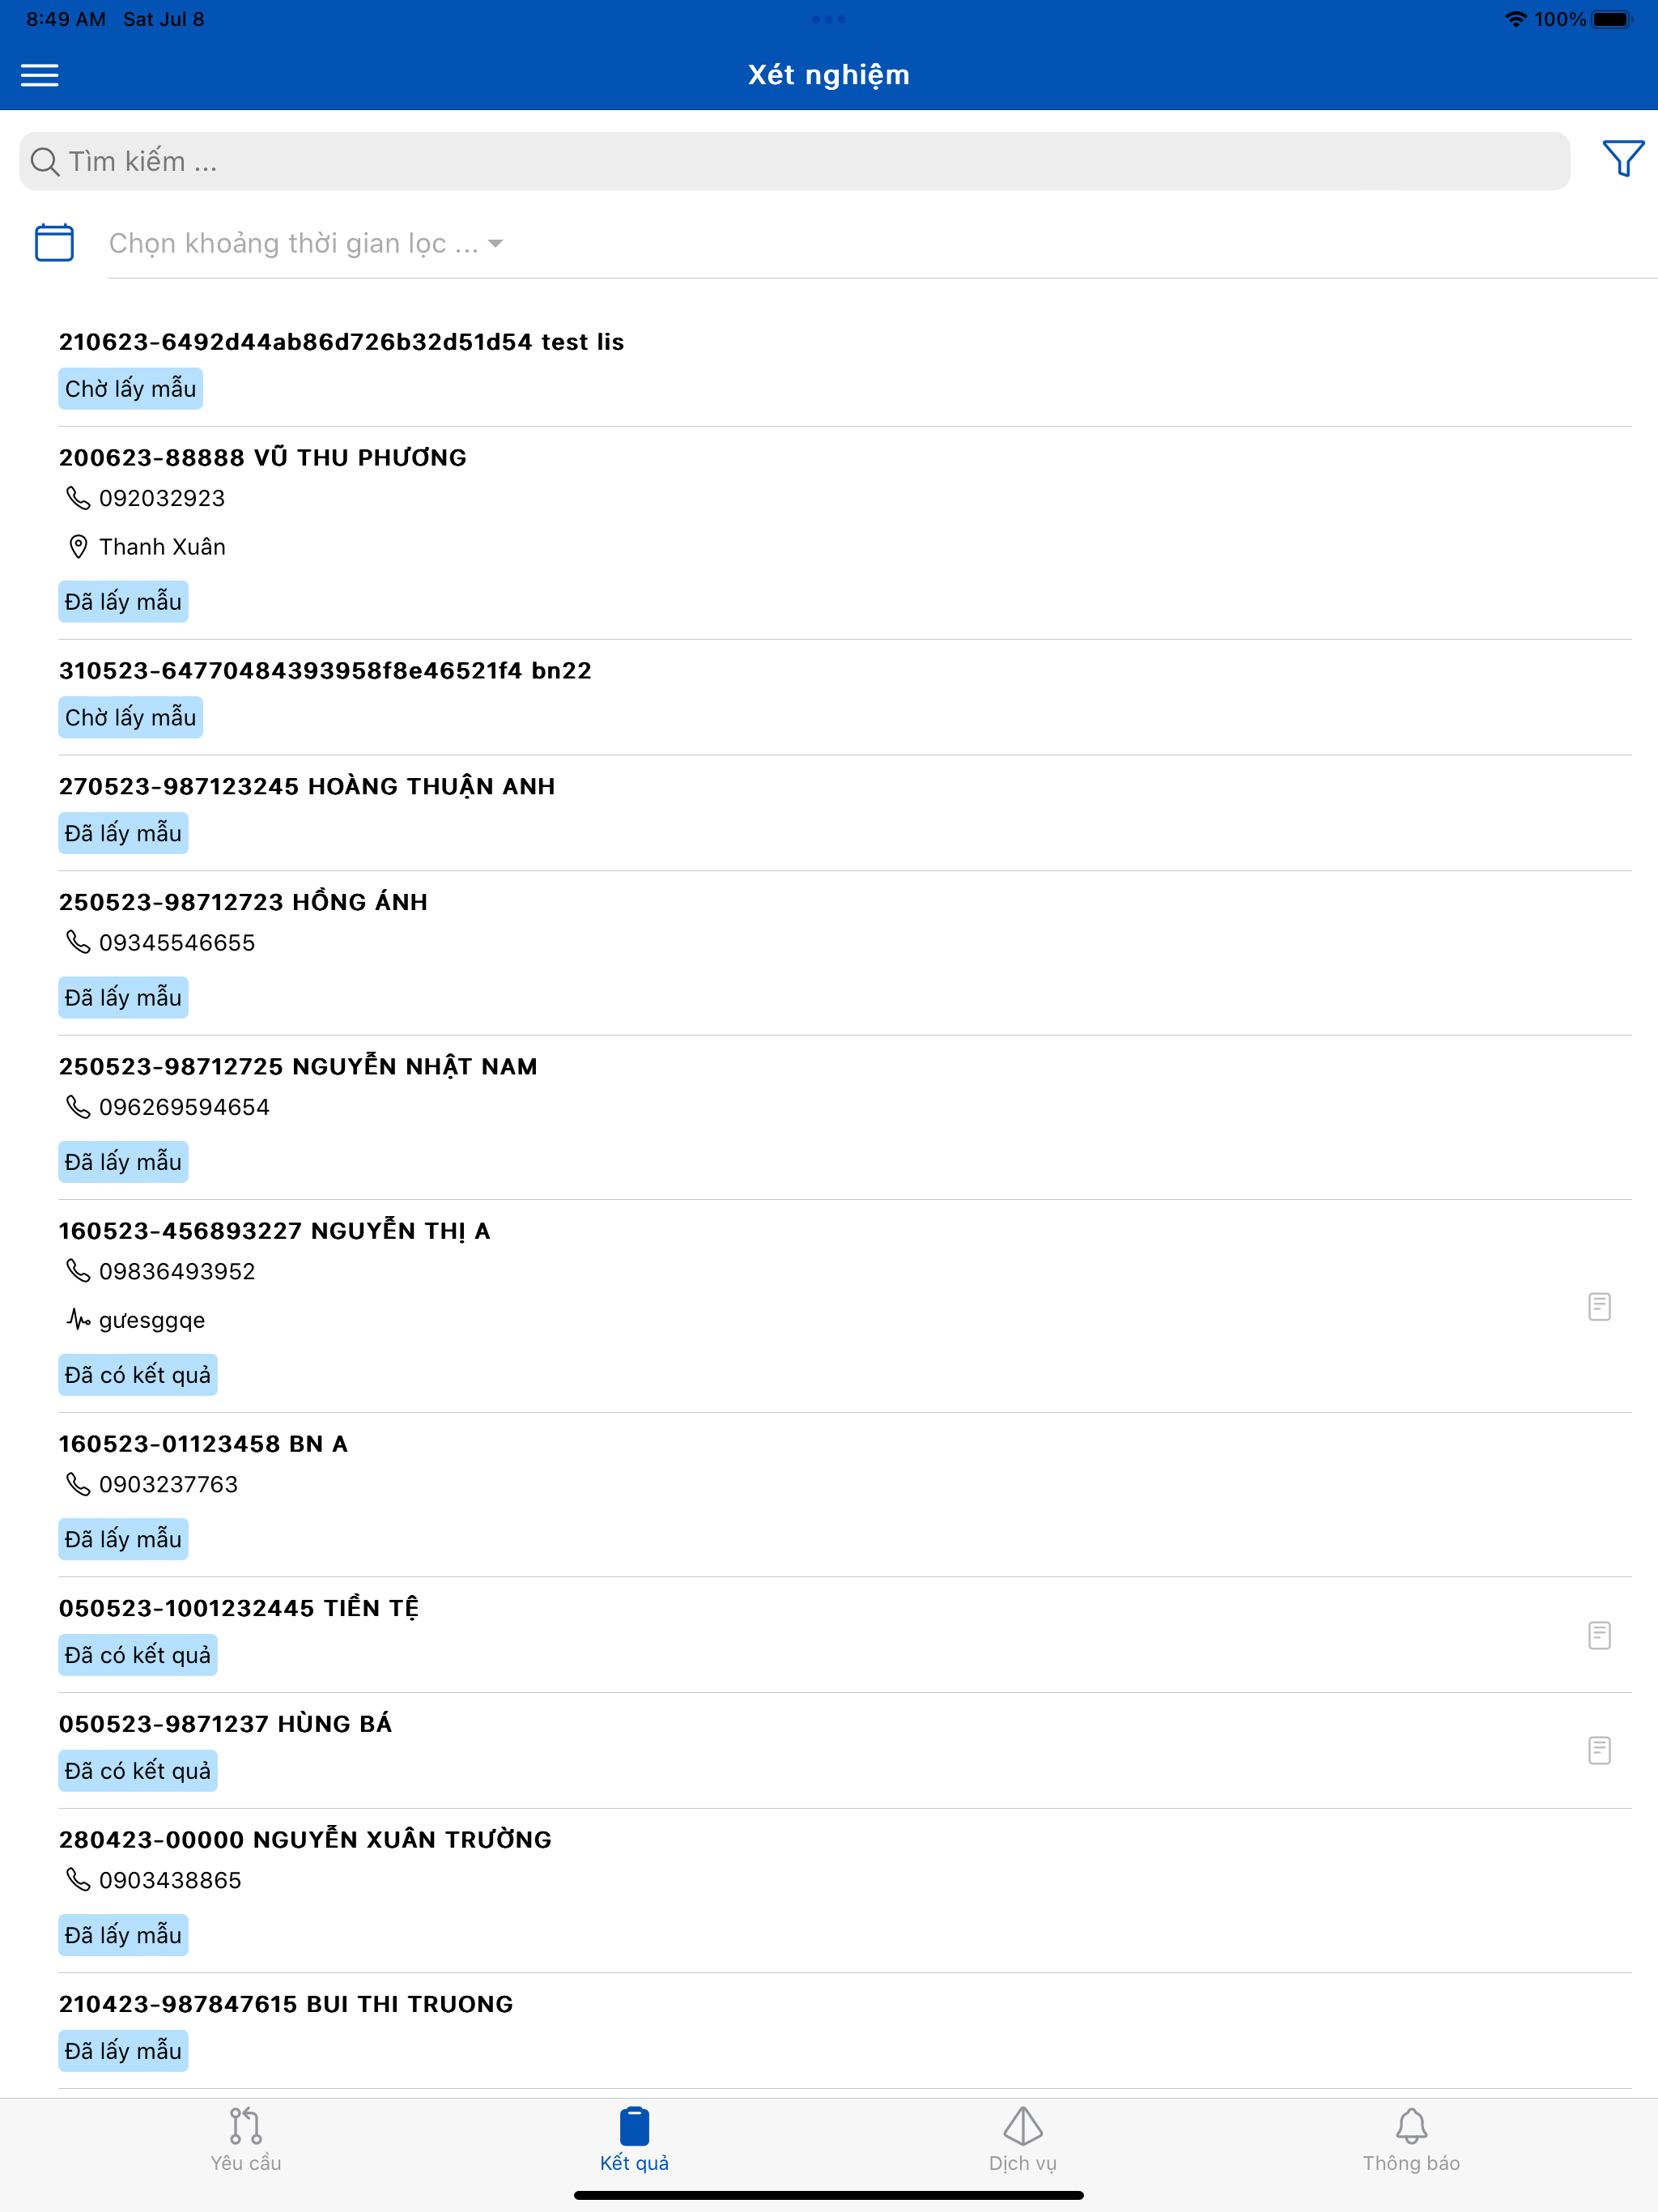 8:49 AM Sat Jul 8
100%
Xét nghiệm
Tìm kiếm ...
Chọn khoảng thời gian lọc ...
210623-6492d44ab86d726b32d51d54 test lis
Chờ lấy mẫu
200623-88888 VŨ THU PHƯƠNG
092032923
Thanh Xuân
Đã lấy mẫu
310523-64770484393958f8e46521f4 bn22
Chờ lấy mẫu
270523-987123245 HOÀNG THUẬN ANH
Đã lấy mẫu
250523-98712723 HỒNG ÁNH
09345546655
Đã lấy mẫu
250523-98712725 NGUYỄN NHẬT NAM
096269594654
Đã lấy mẫu
160523-456893227 NGUYỄN THỊ A
09836493952
gưesggqe
Đã có kết quả
160523-01123458 BN A
0903237763
Đã lấy mẫu
050523-1001232445 TIỀN TỆ
Đã có kết quả
050523-9871237 HÙNG BÁ
Đã có kết quả
280423-00000 NGUYỄN XUÂN TRƯỜNG
0903438865
Đã lấy mẫu
210423-987847615 BUI THI TRUONG
Đã lấy mẫu
Yêu cầu
Kết quả
Dịch vụ
Thông báo